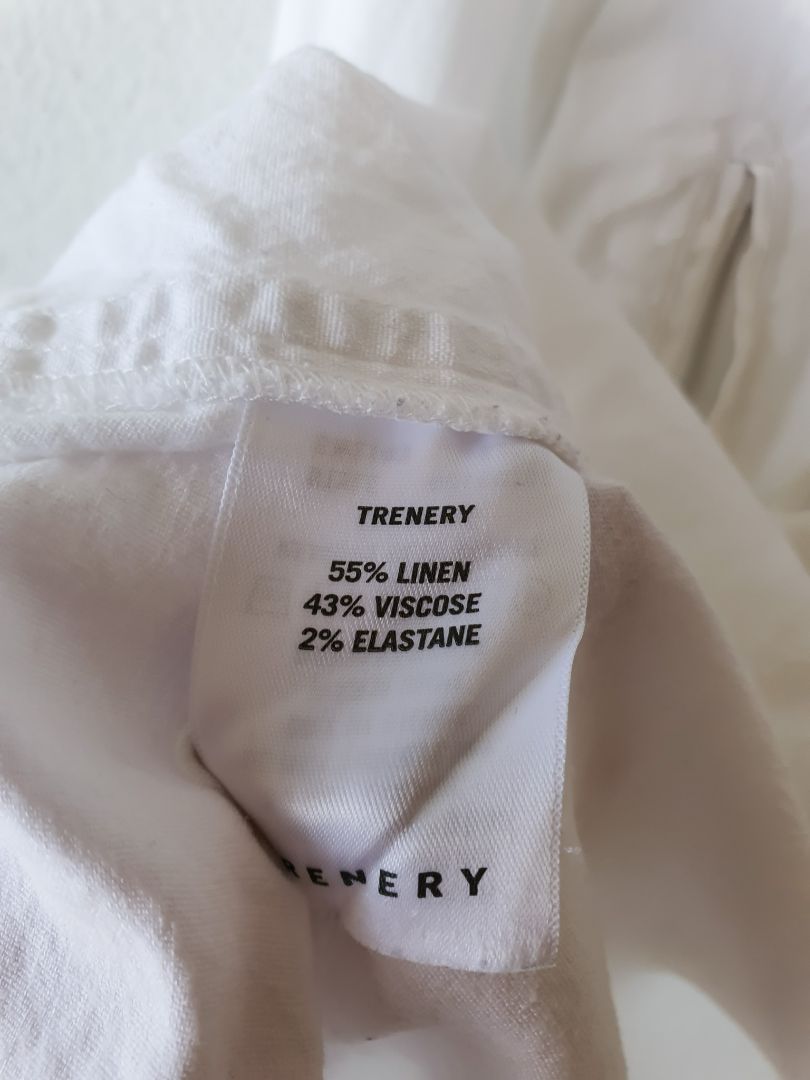 TRENERY
55% LINEN
43% VISCOSE
2% ELASTANE
RENERY